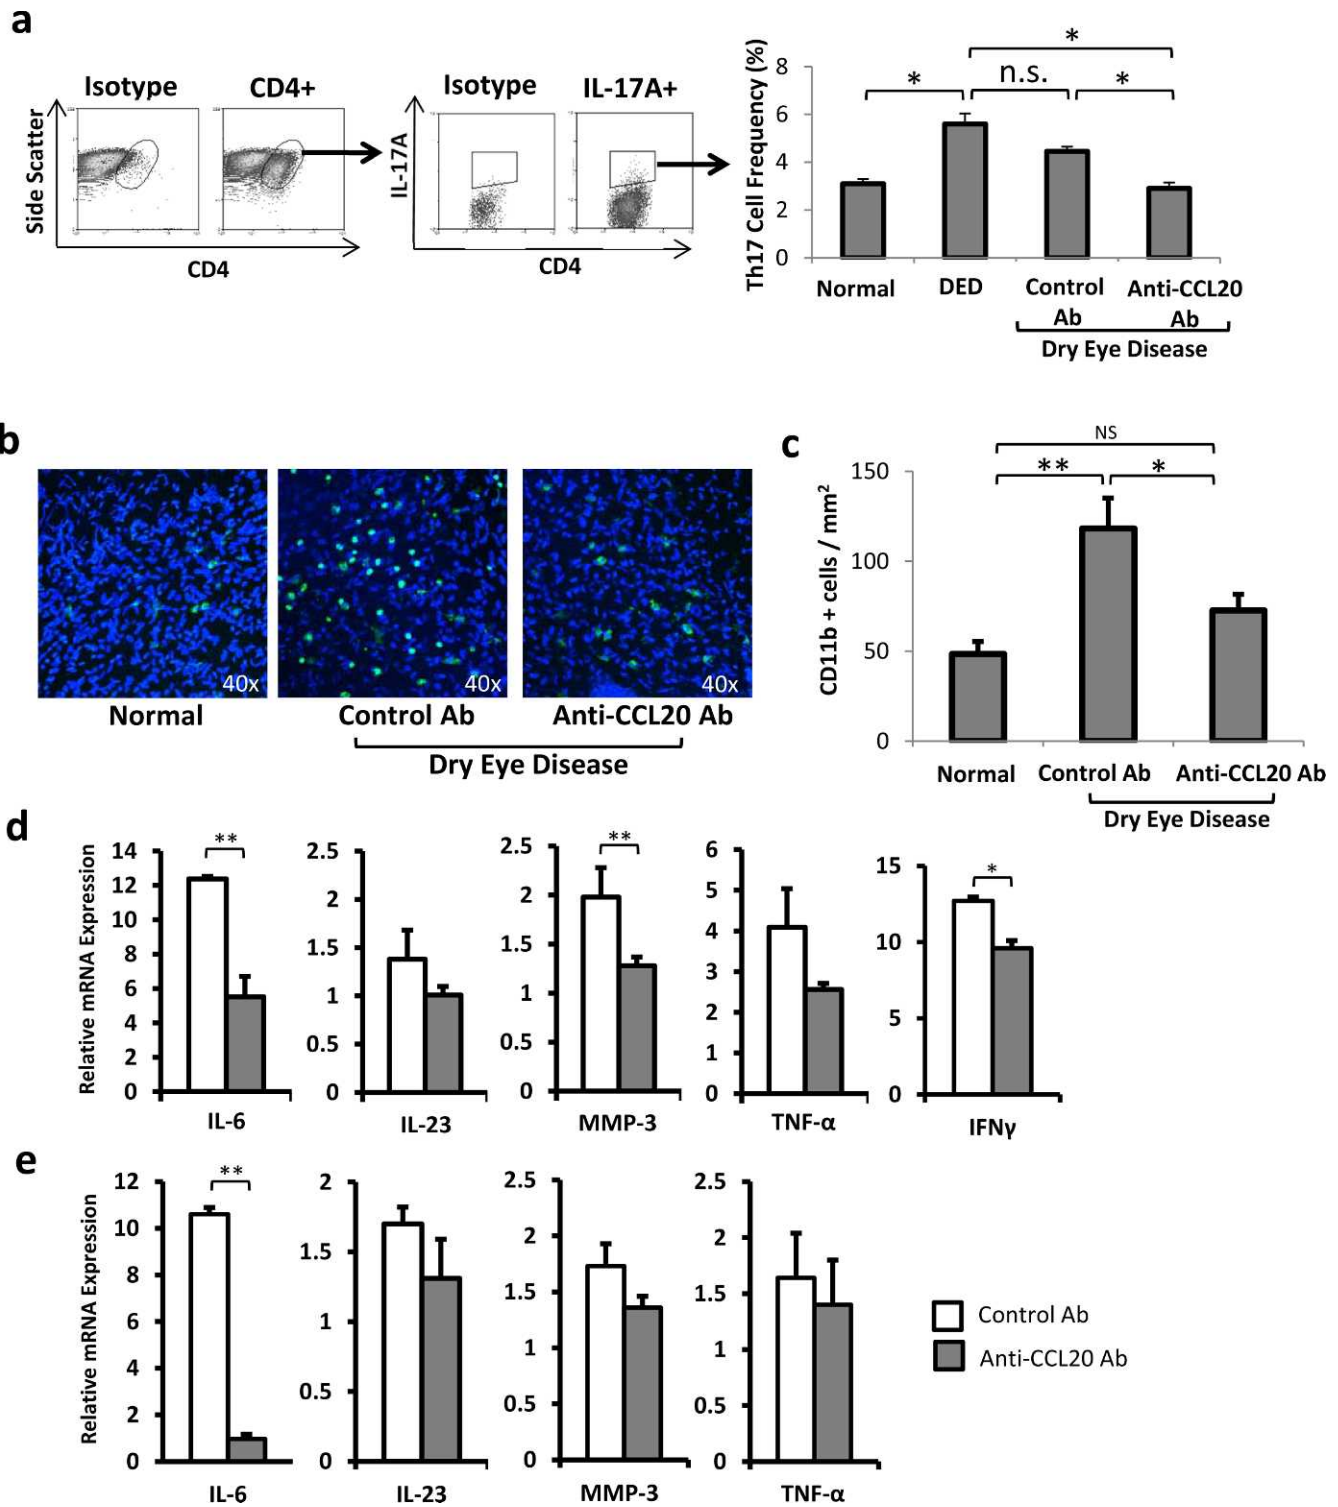 a
Isotype
CD4+
Isotype
IL-17A+
Side Scatter
IL-17A
CD4
CD4
Th17 Cell Frequency (%)
8
6
4
2
0
*
n.s.
*
*
Normal
DED
Control
Ab
Anti-CCL20
Ab
Dry Eye Disease
b
40x
40x
40x
Normal
Control Ab
Anti-CCL20 Ab
Dry Eye Disease
c
CD11b + cells / mm²
150
100
50
0
NS
**
*
Normal
Control Ab
Anti-CCL20 Ab
Dry Eye Disease
d
Relative mRNA Expression
14
12
10
8
6
4
2
0
**
IL-6
2.5
2
1.5
1
0.5
0
IL-23
2.5
2
1.5
1
0.5
0
**
MMP-3
6
5
4
3
2
1
0
TNF-α
15
10
5
0
*
IFNγ
e
Relative mRNA Expression
12
10
8
6
4
2
0
**
IL-6
2
1.5
1
0.5
0
IL-23
2.5
2
1.5
1
0.5
0
MMP-3
2.5
2
1.5
1
0.5
0
TNF-α
Control Ab
Anti-CCL20 Ab